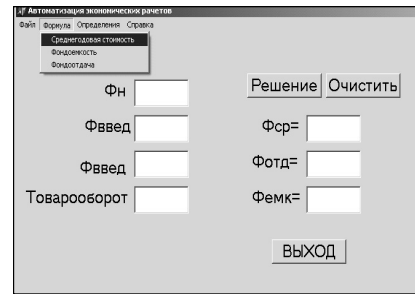 Автоматизация экономических рачетов
Файл Формула Определения Справка
Среднегодовая стоимость
Фондоемкость
Фондоотдача
Фн
Решение Очистить
Фввед
Фср=
Фввед
Фотд=
Товарооборот
Фемк=
ВЫХОД